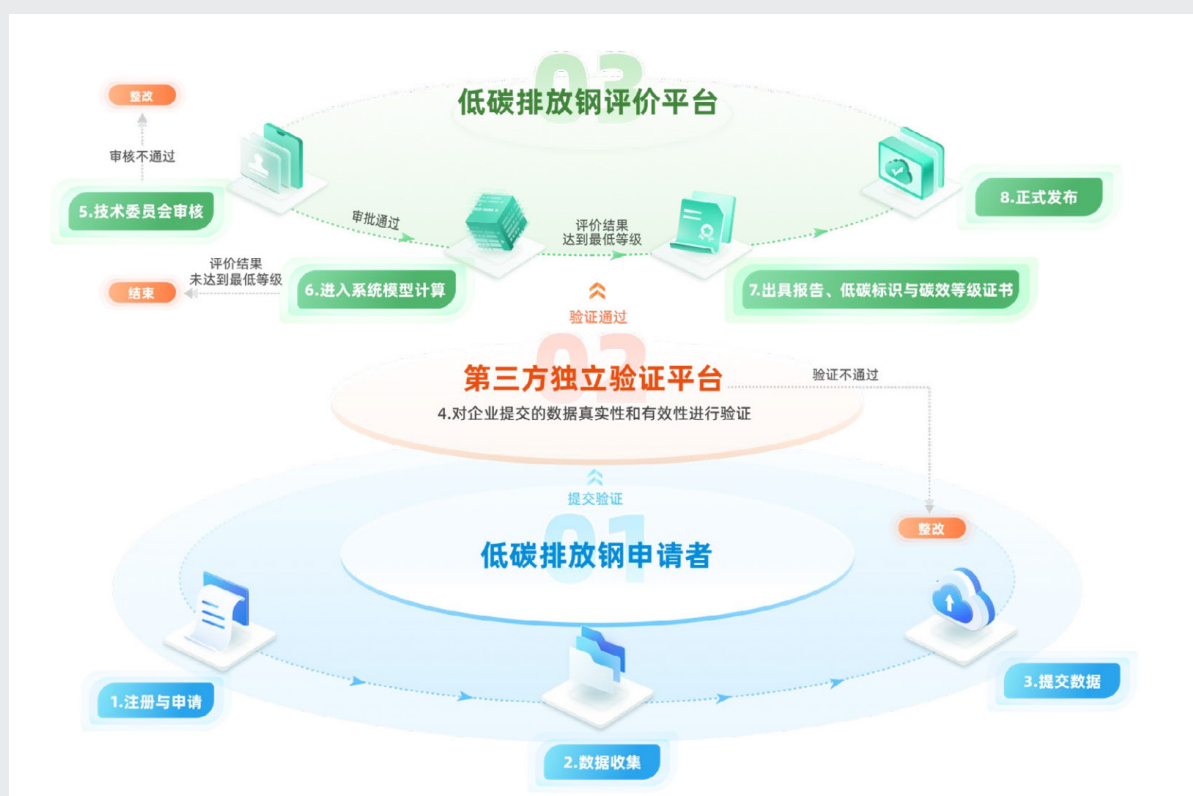 03
低碳排放钢评价平台
整改
审核不通过
5.技术委员会审核
审批通过
评价结果
达到最低等级
8.正式发布
评价结果
未达到最低等级
结束
6.进入系统模型计算
7.出具报告、低碳标识与碳效等级证书
验证通过
02
第三方独立验证平台
验证不通过
4.对企业提交的数据真实性和有效性进行验证
提交验证
01
整改
低碳排放钢申请者
1.注册与申请
3.提交数据
2.数据收集